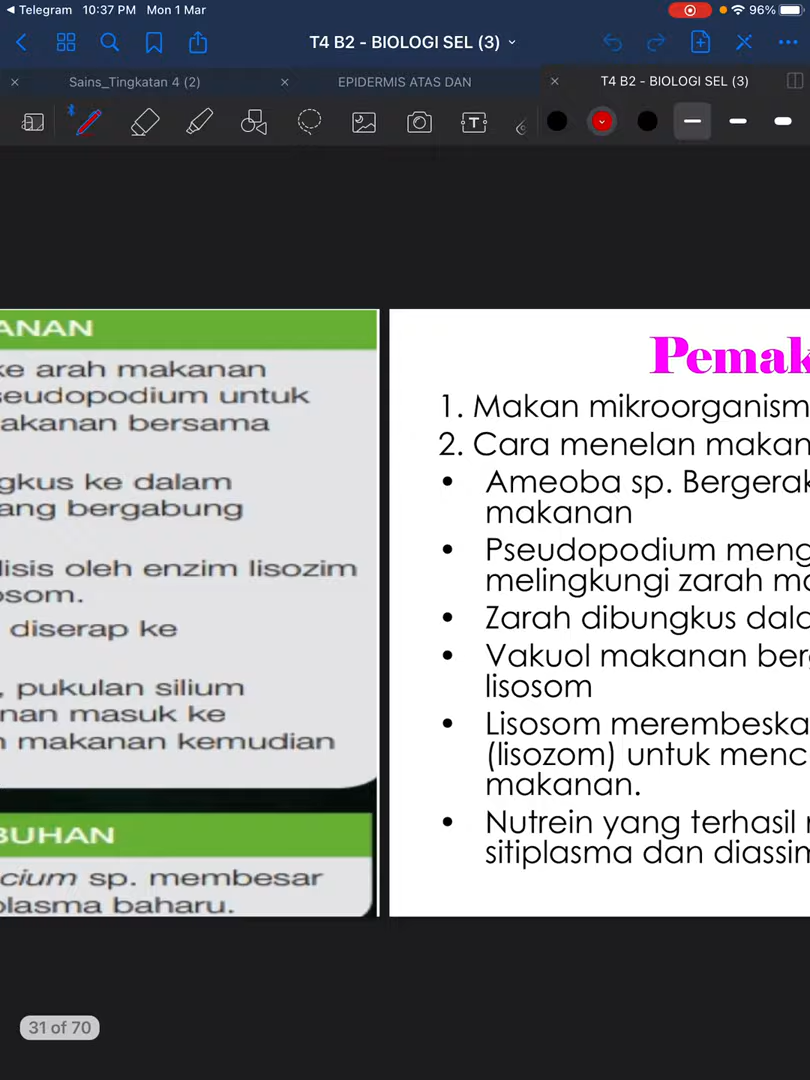 Telegram 10:37 PM Mon 1 Mar 96%
T4 B2 - BIOLOGI SEL (3)
Sains_Tingkatan 4 (2)
EPIDERMIS ATAS DAN
T4 B2 - BIOLOGI SEL (3)
T
ANAN
ke arah makanan
seudopodium untuk
akanan bersama
gkus ke dalam
ang bergabung
lisis oleh enzim lisozim
osom.
diserap ke
, pukulan silium
nan masuk ke
makanan kemudian
BUHAN
cium sp. membesar
plasma baharu.
Pemak
1. Makan mikroorganism
2. Cara menelan makan
• Ameoba sp. Bergerak
makanan
• Pseudopodium meng
melingkungi zarah ma
• Zarah dibungkus dala
• Vakuol makanan berg
lisosom
• Lisosom merembeska
(lisozom) untuk menc
makanan.
• Nutrein yang terhasil
sitiplasma dan diassim
31 of 70